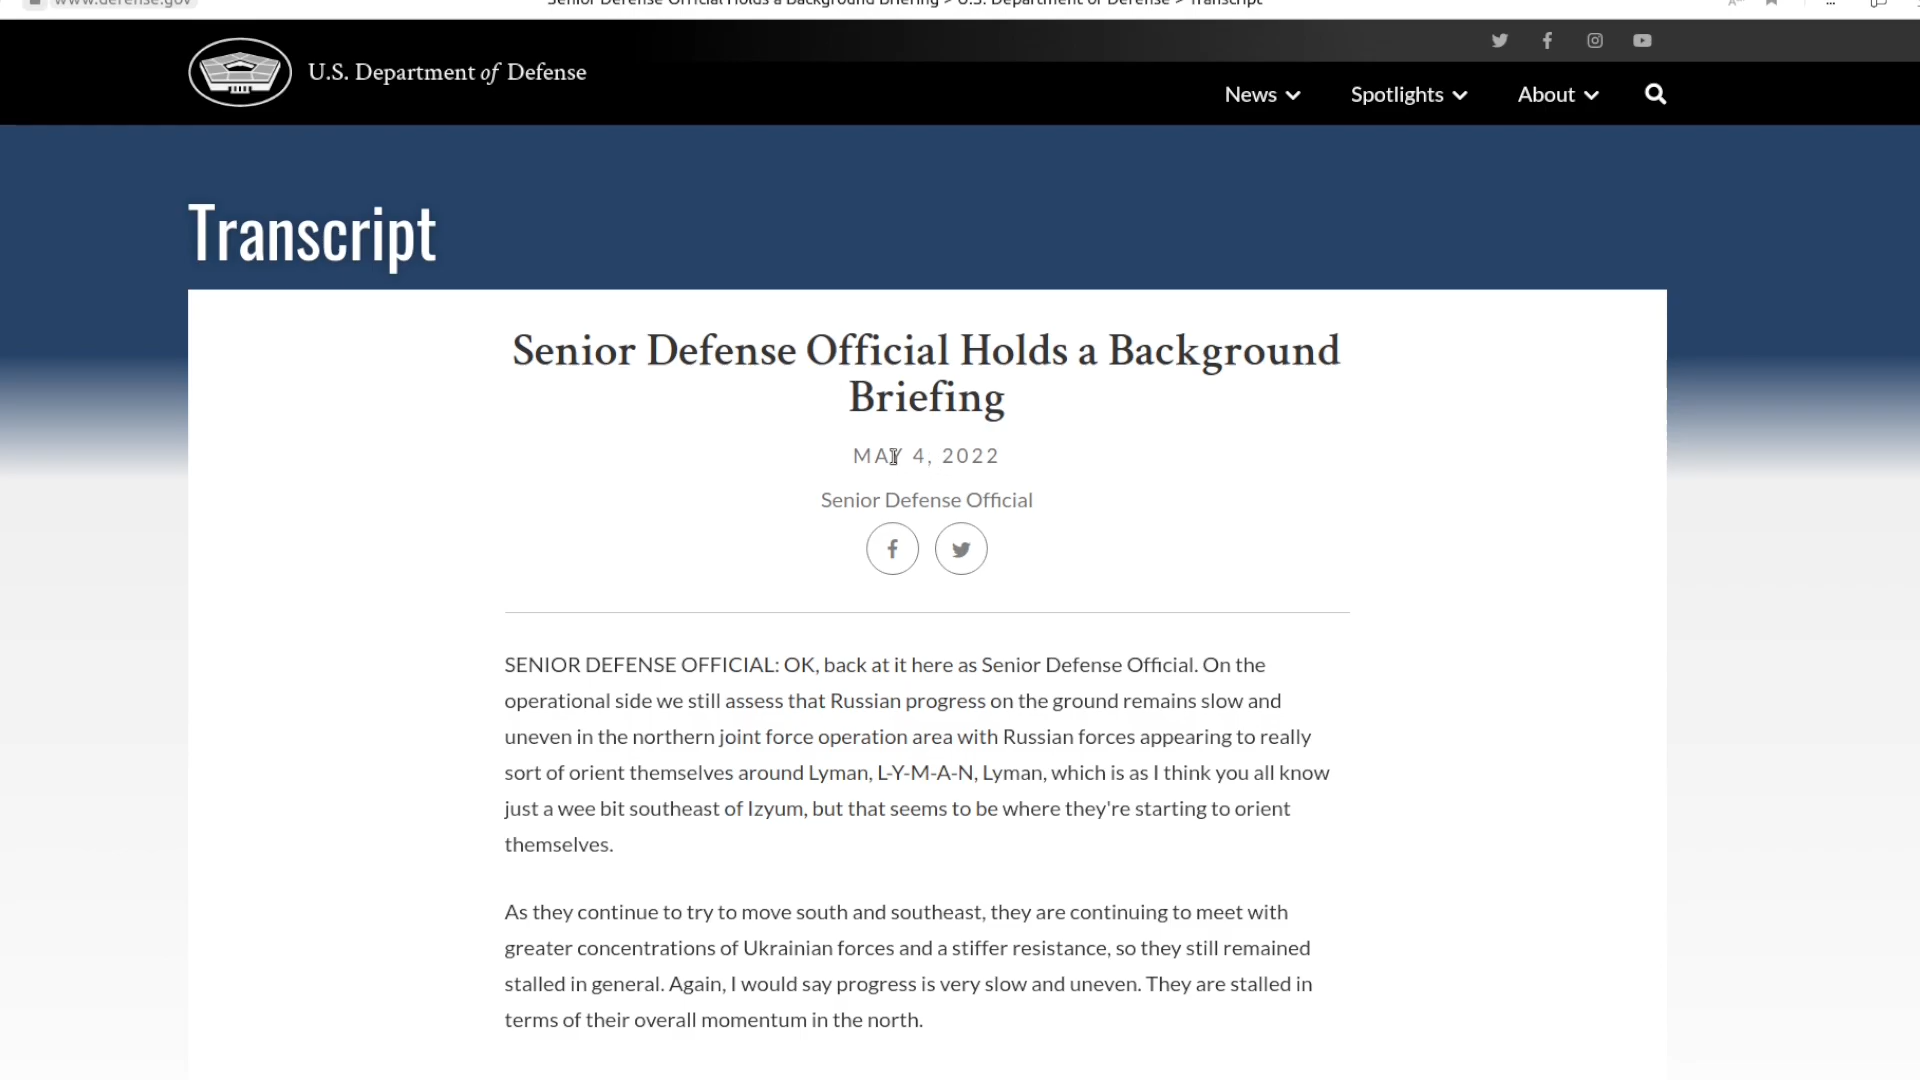 www.defense.gov
Senior Defense Official Holds a Background Briefing > U.S. Department of Defense > Transcript
U.S. Department of Defense
News
Spotlights
About
Transcript
Senior Defense Official Holds a Background
Briefing
MAY 4, 2022
Senior Defense Official
SENIOR DEFENSE OFFICIAL: OK, back at it here as Senior Defense Official. On the
operational side we still assess that Russian progress on the ground remains slow and
uneven in the northern joint force operation area with Russian forces appearing to really
sort of orient themselves around Lyman, L-Y-M-A-N, Lyman, which is as I think you all know
just a wee bit southeast of Izyum, but that seems to be where they're starting to orient
themselves.
As they continue to try to move south and southeast, they are continuing to meet with
greater concentrations of Ukrainian forces and a stiffer resistance, so they still remained
stalled in general. Again, I would say progress is very slow and uneven. They are stalled in
terms of their overall momentum in the north.